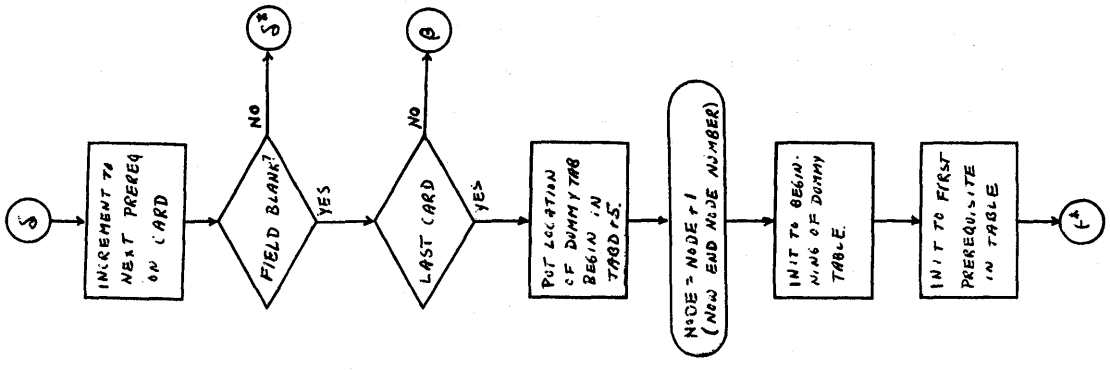 δ
INCREMENT TO
NEXT PREREQ
ON CARD
FIELD BLANK?
NO
δ*
YES
LAST CARD
NO
β
YES
PUT LOCATION
OF DUMMY TAB
BEGIN IN
TABD+5.
NODE = NODE + 1
(NOW END NODE NUMBER)
INIT TO BEGIN-
NING OF DUMMY
TABLE.
INIT TO FIRST
PREREQUISITE
IN TABLE